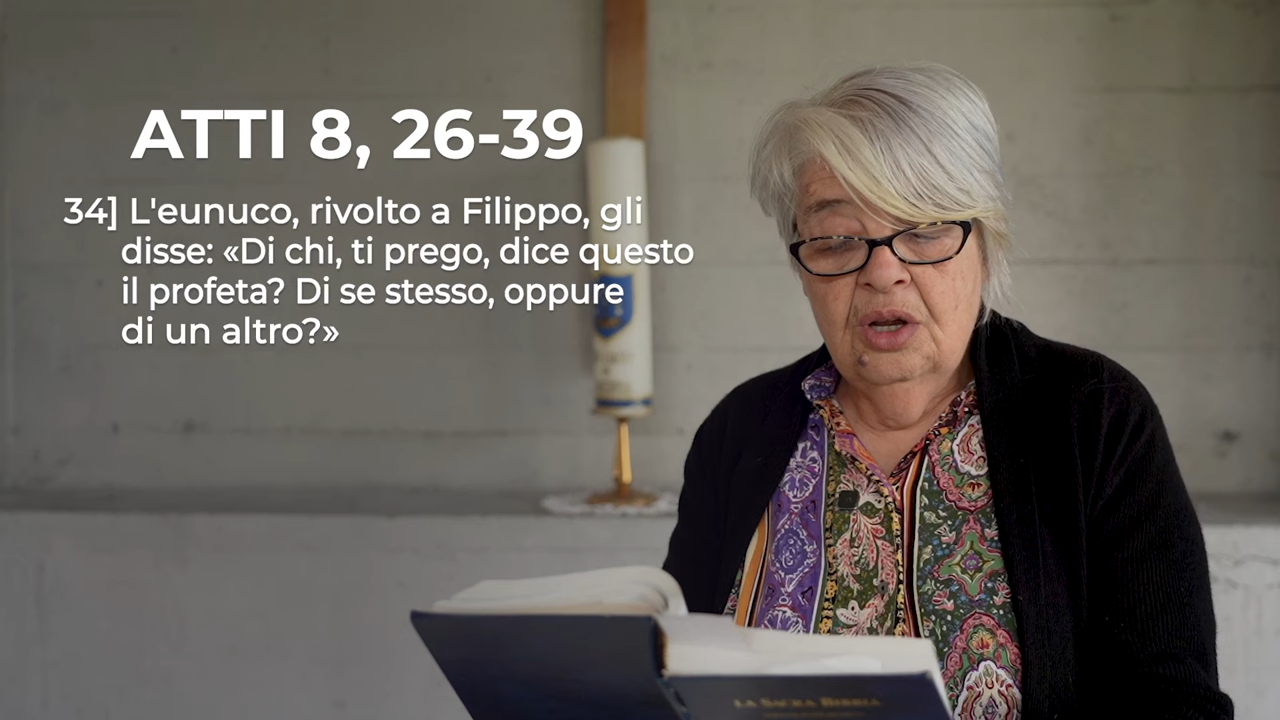 ATTI 8, 26-39
34] L'eunuco, rivolto a Filippo, gli
disse: «Di chi, ti prego, dice questo
il profeta? Di se stesso, oppure
di un altro?»
LA SACRA BIBBIA